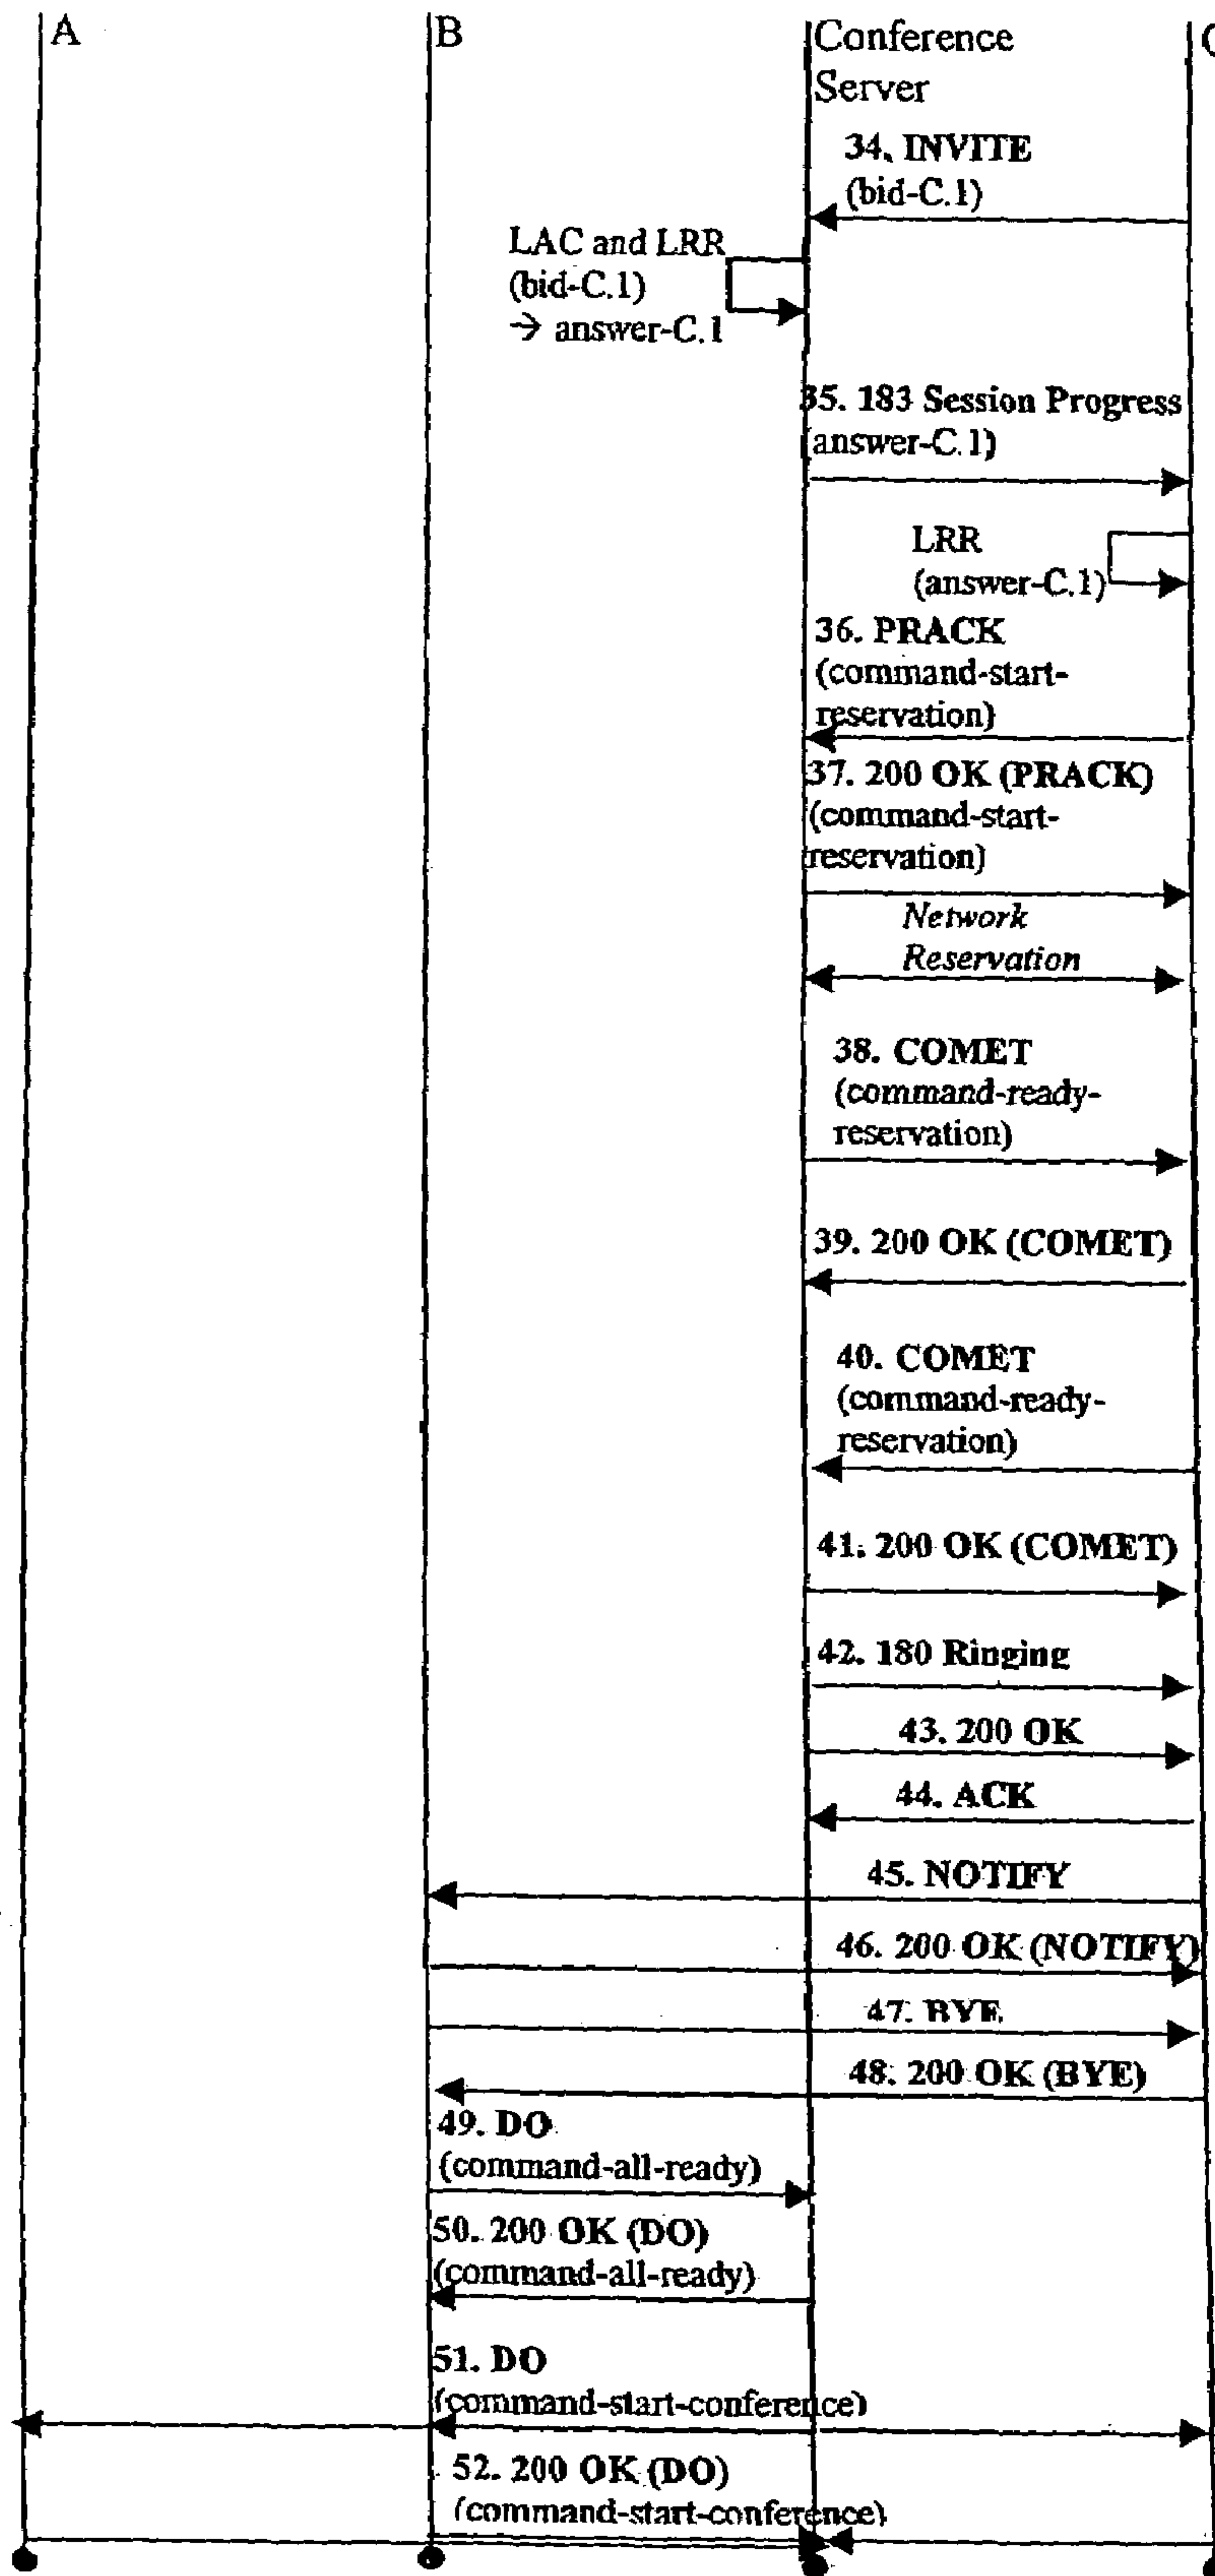 A
B
Conference
Server
C
34. INVITE
(bid-C.1)
LAC and LRR
(bid-C.1)
→ answer-C.1
35. 183 Session Progress
(answer-C.1)
LRR
(answer-C.1)
36. PRACK
(command-start-
reservation)
37. 200 OK (PRACK)
(command-start-
reservation)
Network
Reservation
38. COMET
(command-ready-
reservation)
39. 200 OK (COMET)
40. COMET
(command-ready-
reservation)
41. 200 OK (COMET)
42. 180 Ringing
43. 200 OK
44. ACK
45. NOTIFY
46. 200 OK (NOTIFY)
47. BYE
48. 200 OK (BYE)
49. DO
(command-all-ready)
50. 200 OK (DO)
(command-all-ready)
51. DO
(command-start-conference)
52. 200 OK (DO)
(command-start-conference)